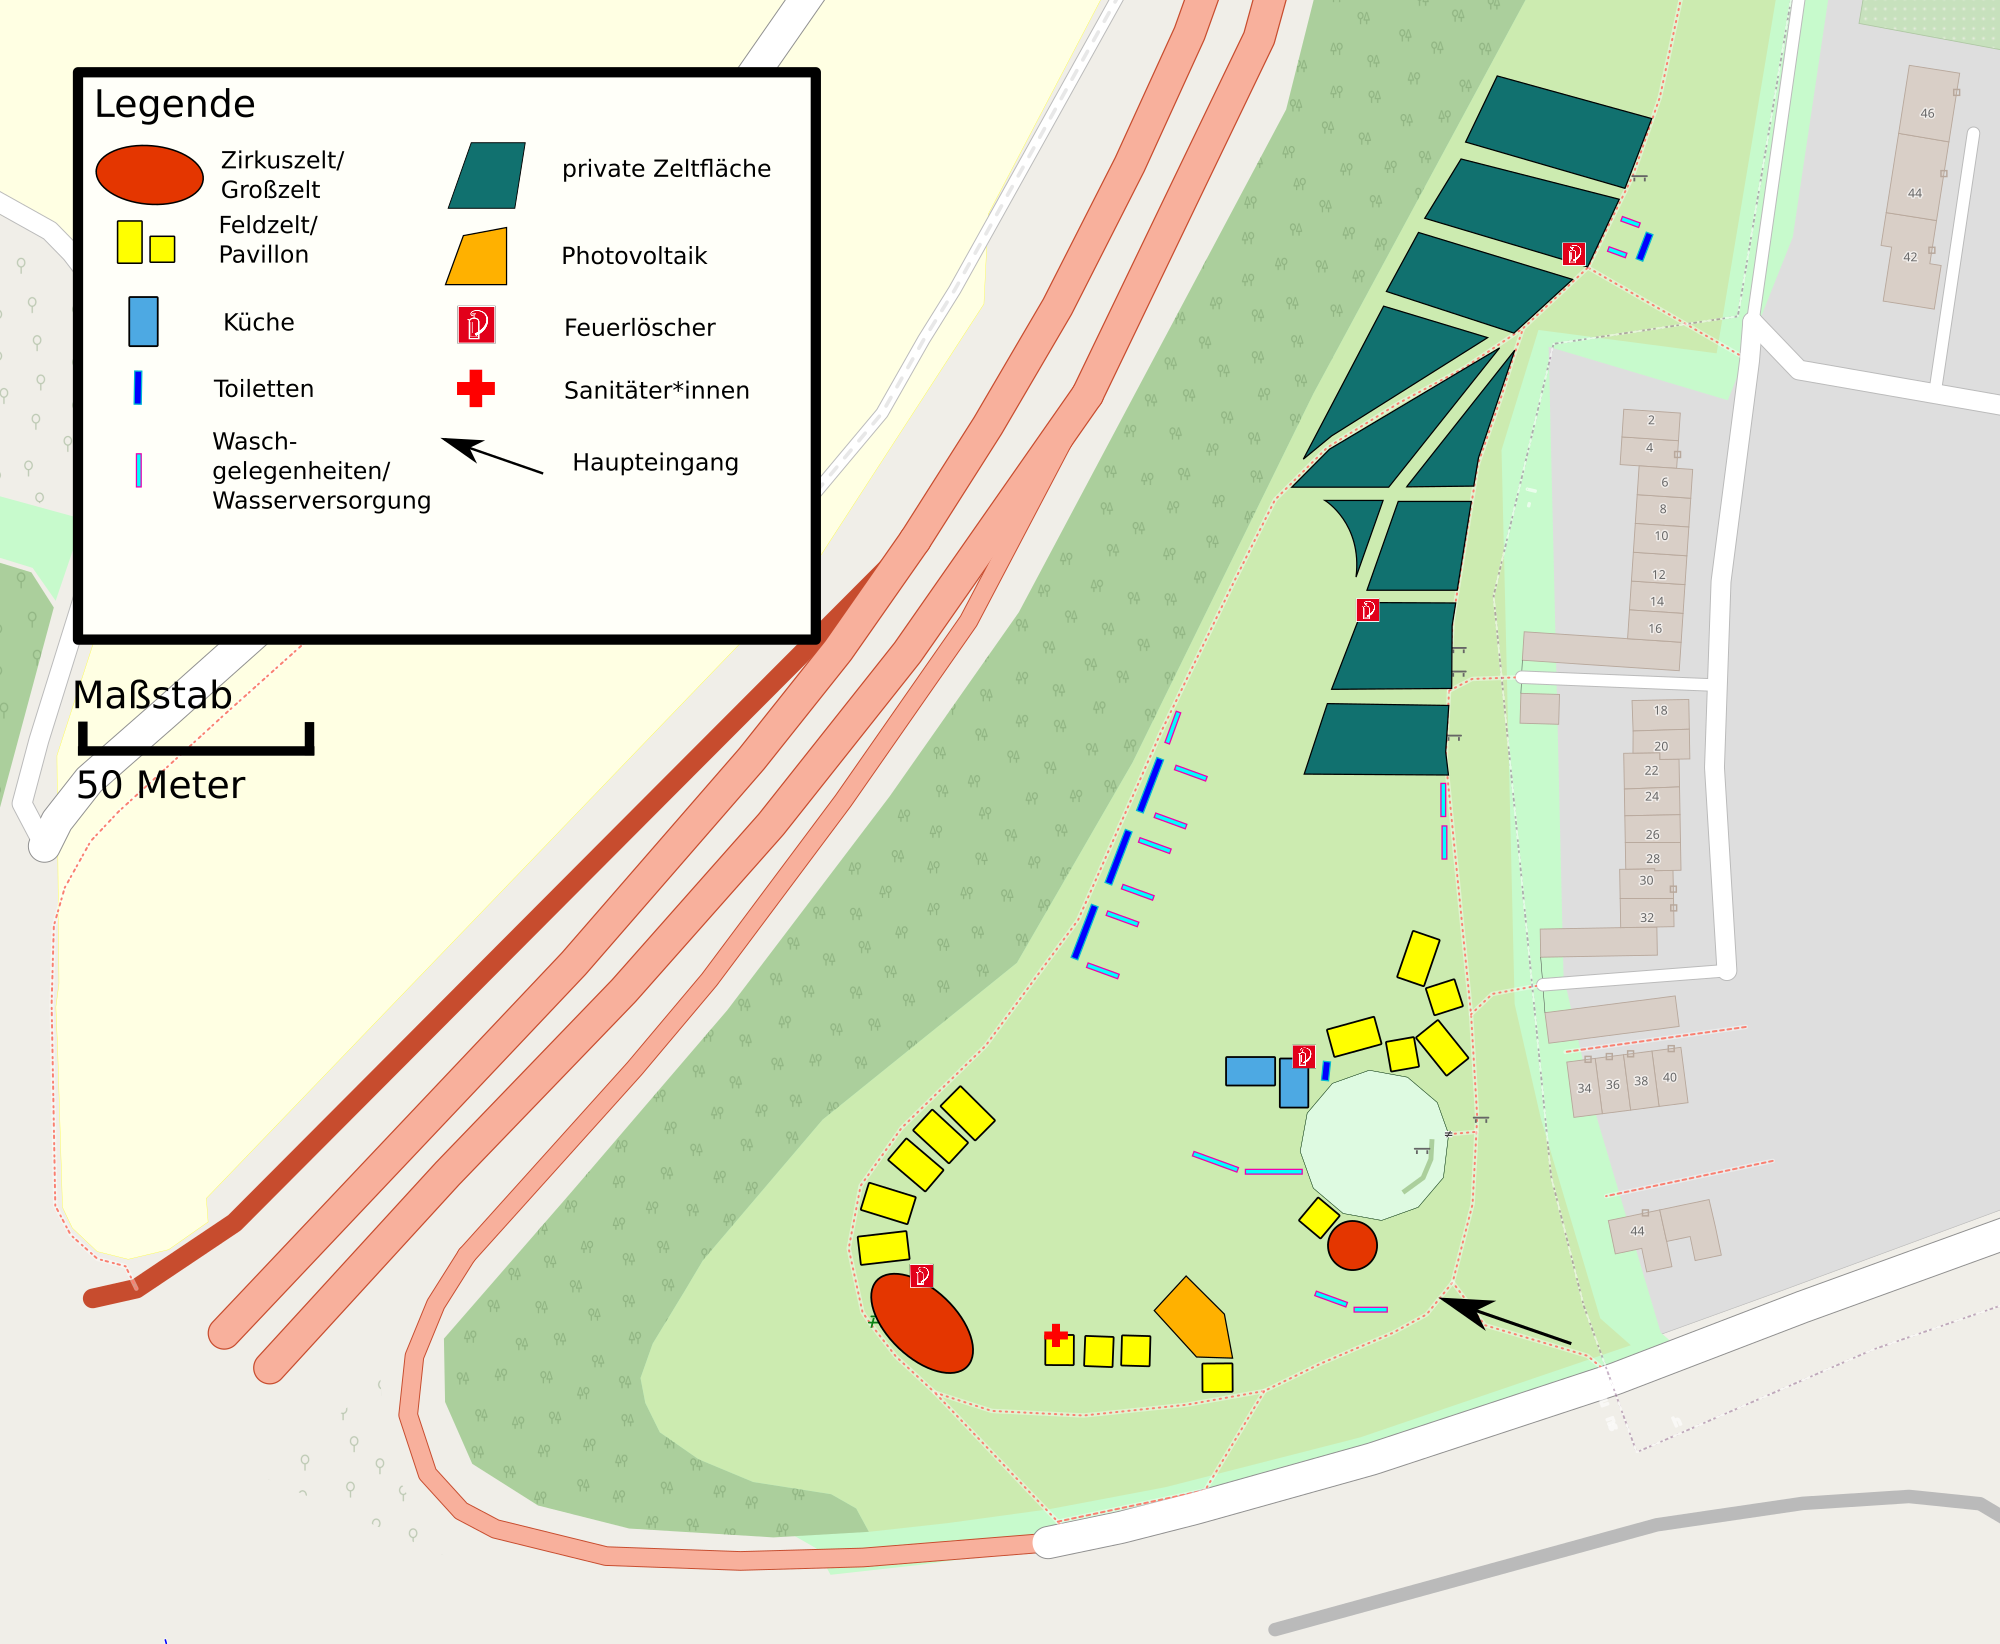 Legende
Zirkuszelt/
Großzelt
Feldzelt/
Pavillon
Küche
Toiletten
Wasch-
gelegenheiten/
Wasserversorgung
private Zeltfläche
Photovoltaik
Feuerlöscher
Sanitäter*innen
Haupteingang
Maßstab
50 Meter
46
44
42
2
4
6
8
10
12
14
16
18
20
22
24
26
28
30
32
34 36 38 40
44